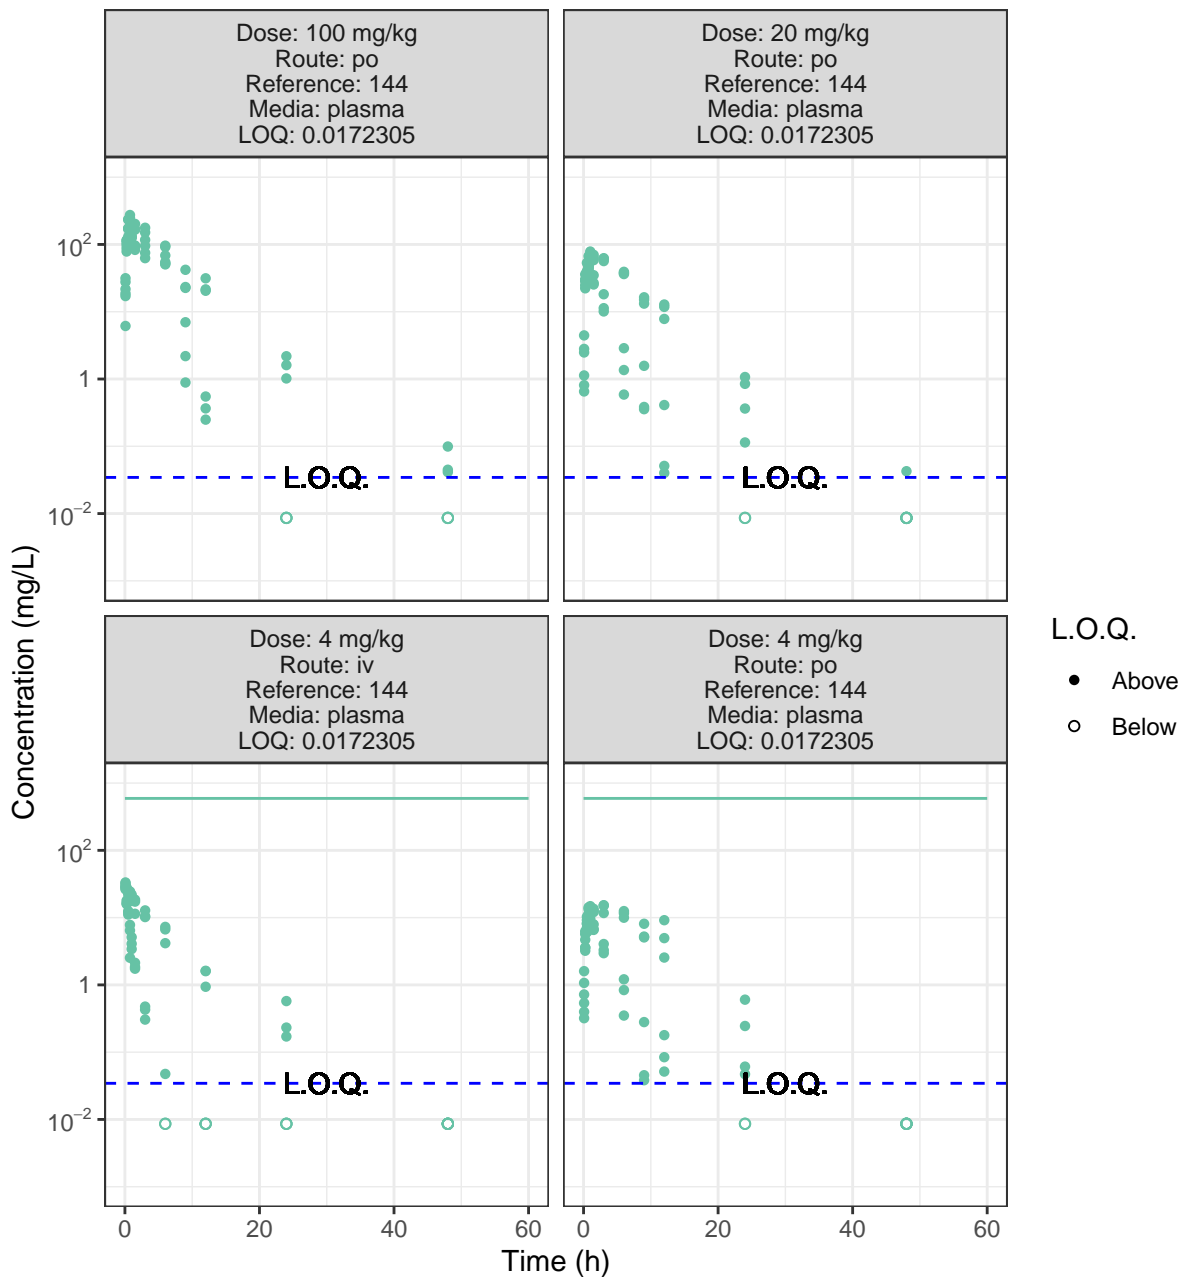 Dose: 100 mg/kg
Route: po
Reference: 144
Media: plasma
LOQ: 0.0172305
Dose: 20 mg/kg
Route: po
Reference: 144
Media: plasma
LOQ: 0.0172305
10²
1
10⁻²
L.O.Q.
L.O.Q.
Dose: 4 mg/kg
Route: iv
Reference: 144
Media: plasma
LOQ: 0.0172305
Dose: 4 mg/kg
Route: po
Reference: 144
Media: plasma
LOQ: 0.0172305
10²
1
10⁻²
L.O.Q.
L.O.Q.
0 20 40 60
0 20 40 60
Time (h)
Concentration (mg/L)
L.O.Q.
Above
Below